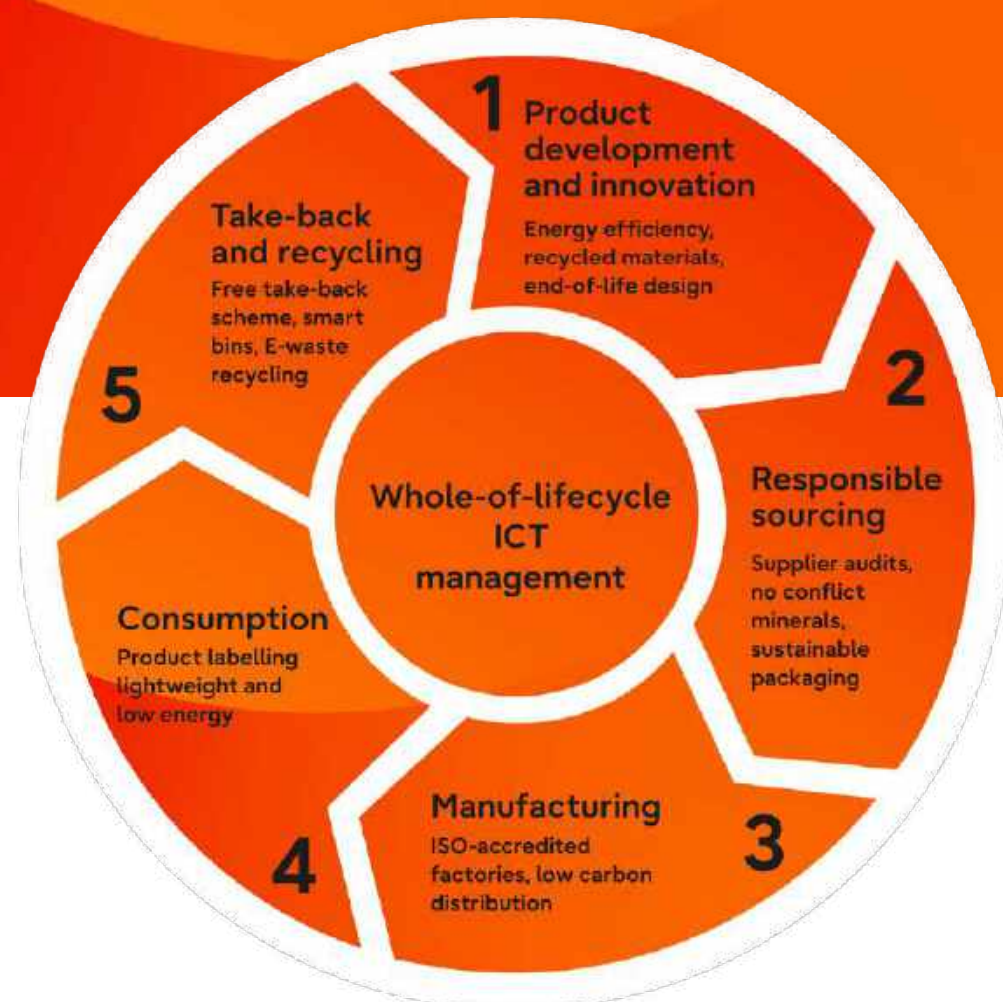 1
Product
development
and innovation
Energy efficiency,
recycled materials,
end-of-life design
2
Responsible
sourcing
Supplier audits,
no conflict
minerals,
sustainable
packaging
3
Manufacturing
ISO-accredited
factories, low carbon
distribution
4
Consumption
Product labelling
lightweight and
low energy
5
Take-back
and recycling
Free take-back
scheme, smart
bins, E-waste
recycling
Whole-of-lifecycle
ICT
management